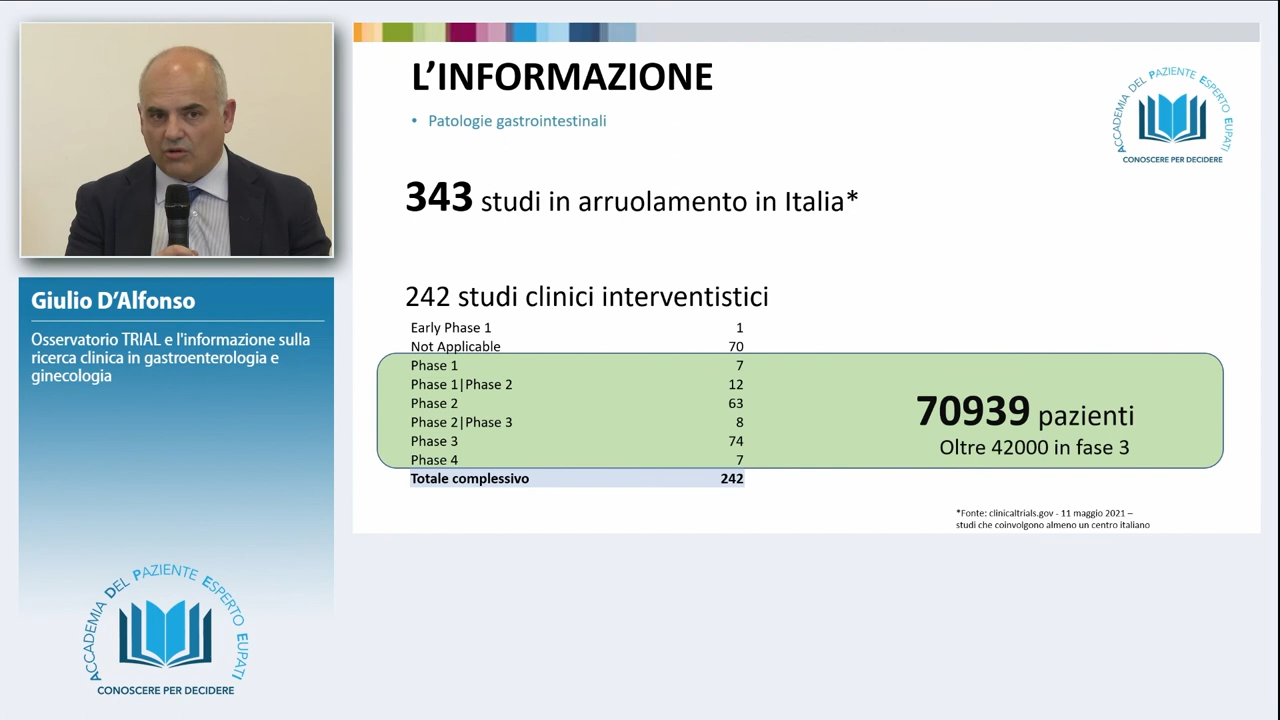 L'INFORMAZIONE
• Patologie gastrointestinali
ACCADEMIA DEL PAZIENTE ESPERTO EUPATI
CONOSCERE PER DECIDERE
343 studi in arruolamento in Italia*
242 studi clinici interventistici
Early Phase 1 1
Not Applicable 70
Phase 1 7
Phase 1|Phase 2 12
Phase 2 63
Phase 2|Phase 3 8
Phase 3 74
Phase 4 7
Totale complessivo 242
70939 pazienti
Oltre 42000 in fase 3
*Fonte: clinicaltrials.gov - 11 maggio 2021 –
studi che coinvolgono almeno un centro italiano
Giulio D'Alfonso
Osservatorio TRIAL e l'informazione sulla
ricerca clinica in gastroenterologia e
ginecologia
ACCADEMIA DEL PAZIENTE ESPERTO EUPATI
CONOSCERE PER DECIDERE